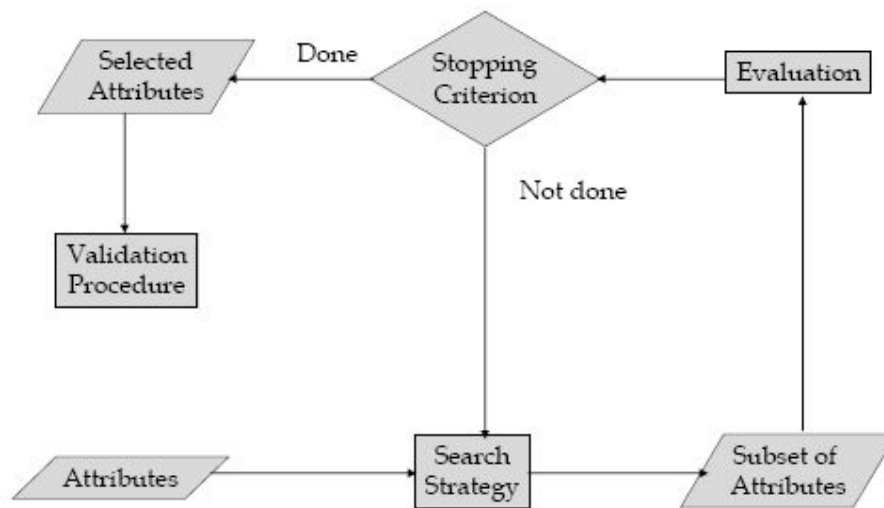 Selected
Attributes
Done
Stopping
Criterion
Evaluation
Not done
Validation
Procedure
Attributes
Search
Strategy
Subset of
Attributes